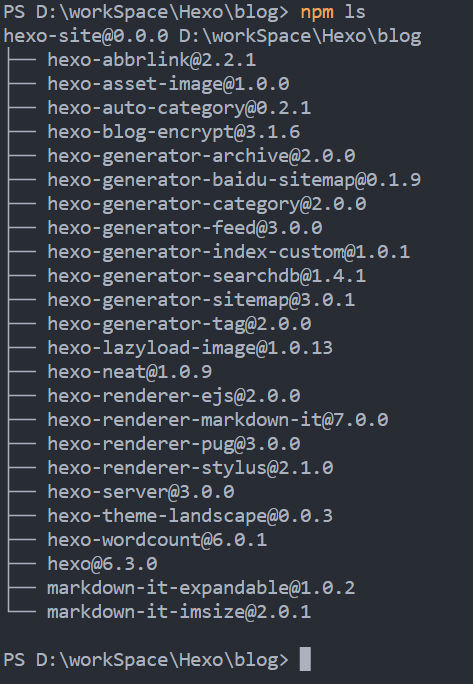 PS D:\workSpace\Hexo\blog> npm ls
hexo-site@0.0.0 D:\workSpace\Hexo\blog
├── hexo-abbrlink@2.2.1
├── hexo-asset-image@1.0.0
├── hexo-auto-category@0.2.1
├── hexo-blog-encrypt@3.1.6
├── hexo-generator-archive@2.0.0
├── hexo-generator-baidu-sitemap@0.1.9
├── hexo-generator-category@2.0.0
├── hexo-generator-feed@3.0.0
├── hexo-generator-index-custom@1.0.1
├── hexo-generator-searchdb@1.4.1
├── hexo-generator-sitemap@3.0.1
├── hexo-generator-tag@2.0.0
├── hexo-lazyload-image@1.0.13
├── hexo-neat@1.0.9
├── hexo-renderer-ejs@2.0.0
├── hexo-renderer-markdown-it@7.0.0
├── hexo-renderer-pug@3.0.0
├── hexo-renderer-stylus@2.1.0
├── hexo-server@3.0.0
├── hexo-theme-landscape@0.0.3
├── hexo-wordcount@6.0.1
├── hexo@6.3.0
├── markdown-it-expandable@1.0.2
└── markdown-it-imsize@2.0.1
PS D:\workSpace\Hexo\blog>